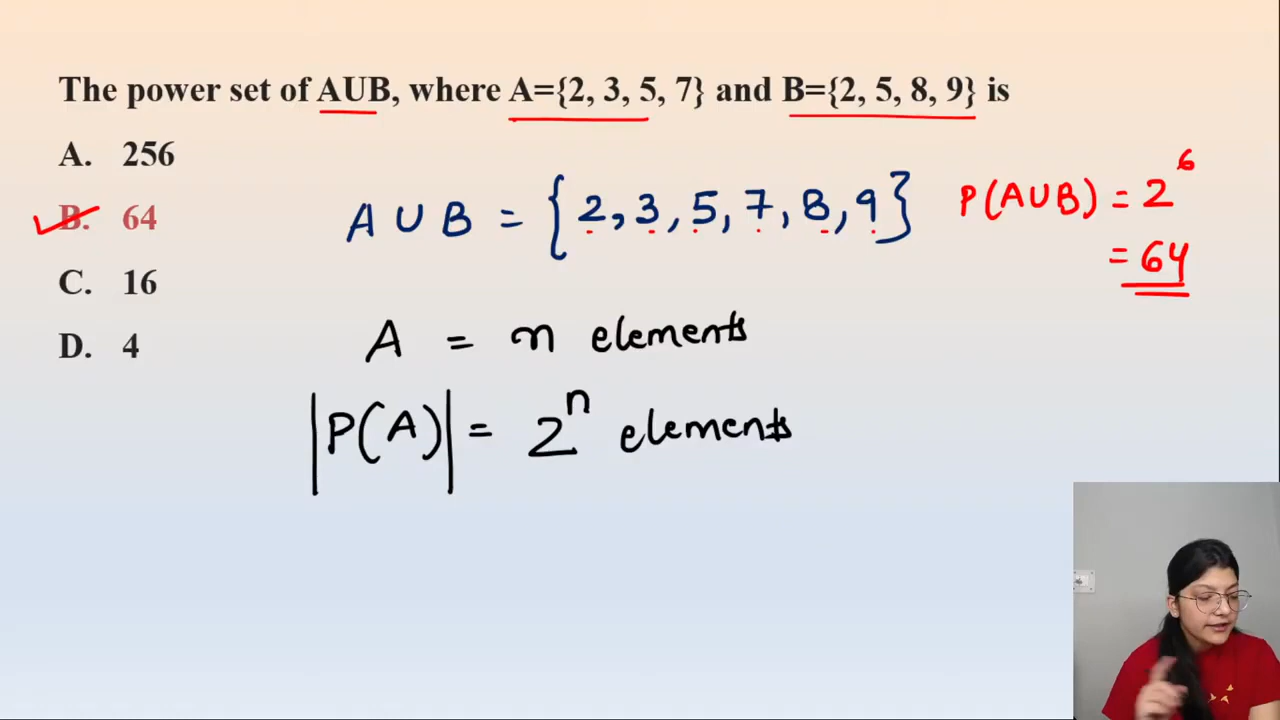 The power set of AUB, where A={2, 3, 5, 7} and B={2, 5, 8, 9} is
A. 256
B. 64
C. 16
D. 4
A ∪ B = {2, 3, 5, 7, 8, 9}
P(A∪B) = 2^6
= 64
A = n elements
|P(A)| = 2^n elements